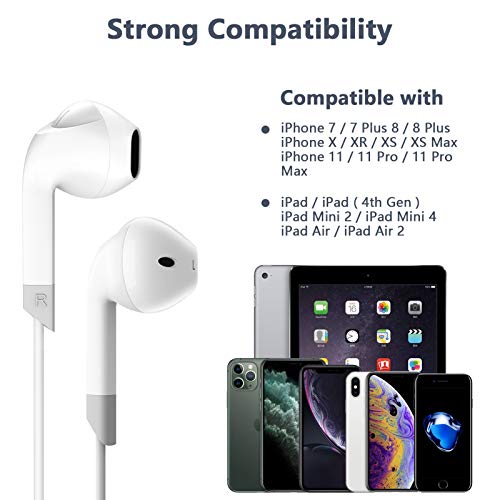 Strong Compatibility
Compatible with
iPhone 7 / 7 Plus 8 / 8 Plus
iPhone X / XR / XS / XS Max
iPhone 11 / 11 Pro / 11 Pro
Max
iPad / iPad ( 4th Gen )
iPad Mini 2 / iPad Mini 4
iPad Air / iPad Air 2
R
L